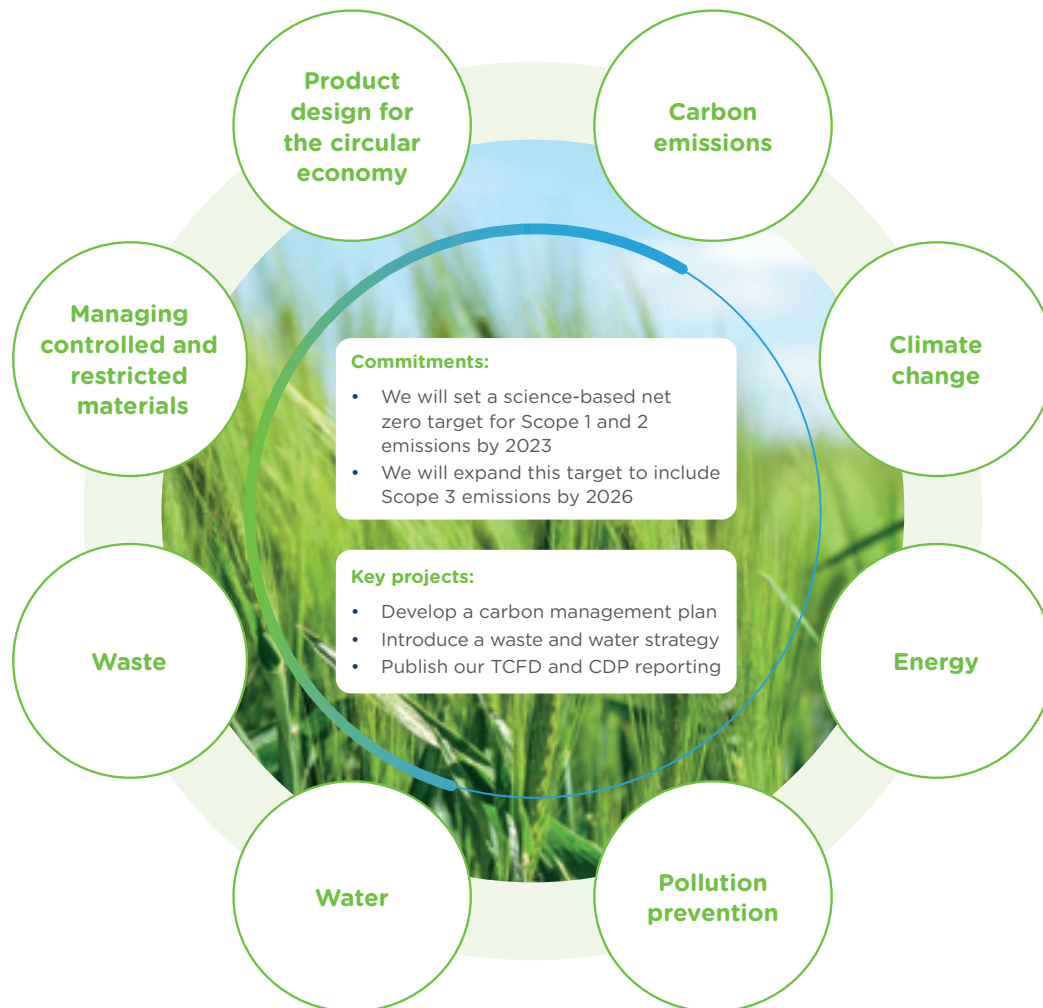 Product
design for
the circular
economy
Carbon
emissions
Managing
controlled and
restricted
materials
Climate
change
Commitments:
• We will set a science-based net
zero target for Scope 1 and 2
emissions by 2023
• We will expand this target to include
Scope 3 emissions by 2026
Key projects:
• Develop a carbon management plan
• Introduce a waste and water strategy
• Publish our TCFD and CDP reporting
Waste
Energy
Water
Pollution
prevention